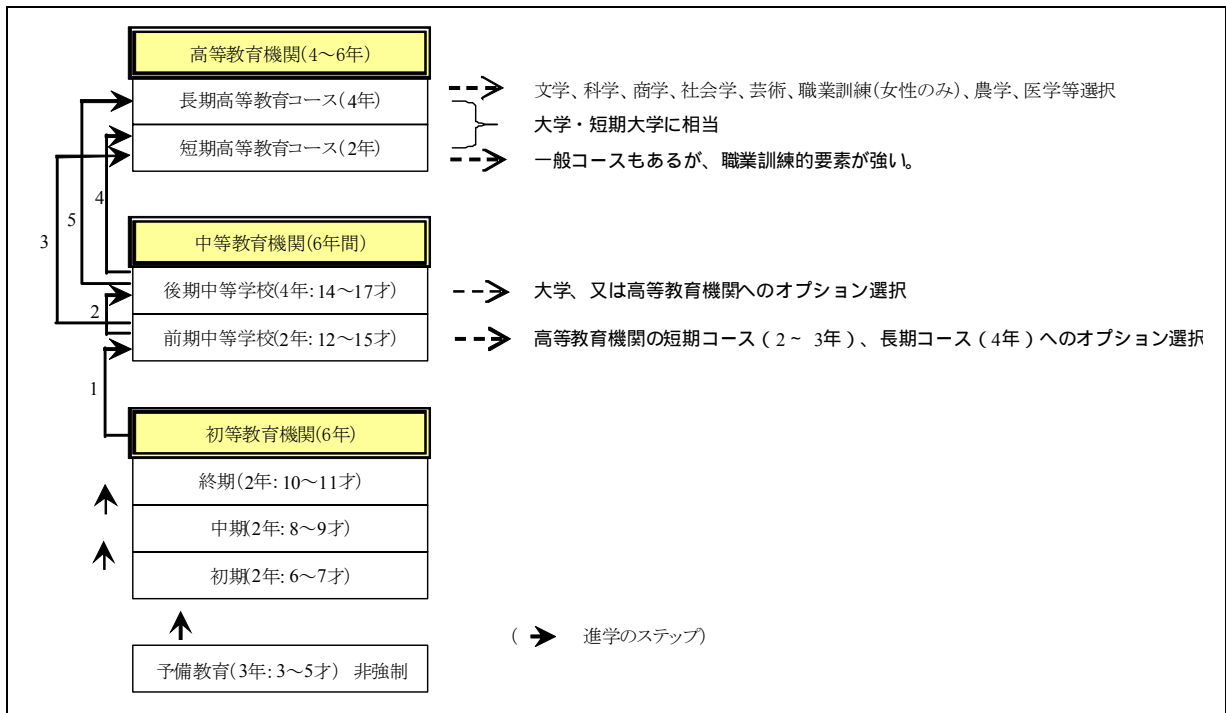 高等教育機関(4～6年)
長期高等教育コース(4年)
文学、科学、商学、社会学、芸術、職業訓練(女性のみ)、農学、医学等選択
大学・短期大学に相当
短期高等教育コース(2年)
一般コースもあるが、職業訓練的要素が強い。
4
5
3
中等教育機関(6年間)
後期中等学校(4年:14～17才)
大学、又は高等教育機関へのオプション選択
2
前期中等学校(2年:12～15才)
高等教育機関の短期コース(2~ 3年)、長期コース(4年)へのオプション選択
1
初等教育機関(6年)
終期(2年:10～11才)
中期(2年:8～9才)
初期(2年:6～7才)
( 進学のステップ)
予備教育(3年:3～5才) 非強制